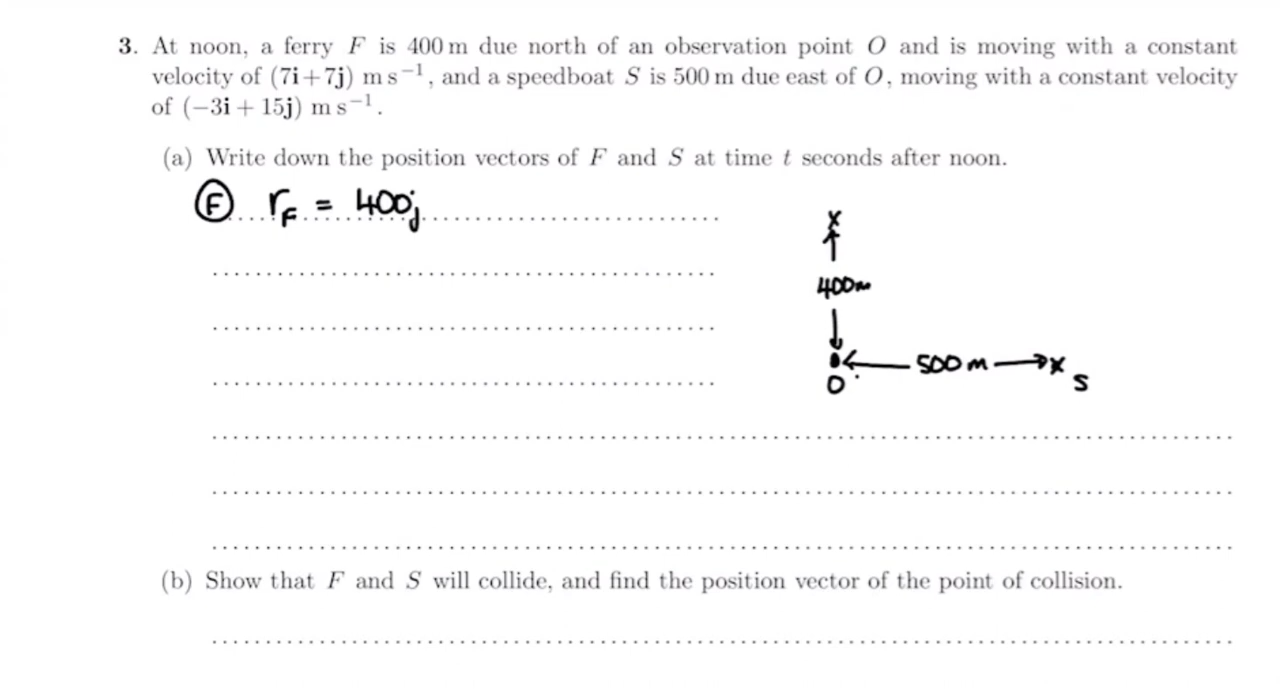 3. At noon, a ferry F is 400 m due north of an observation point O and is moving with a constant
velocity of (7i+7j) m s⁻¹, and a speedboat S is 500 m due east of O, moving with a constant velocity
of (−3i + 15j) m s⁻¹.
(a) Write down the position vectors of F and S at time t seconds after noon.
F r_F = 400j
X
400m
500 m X
O S
(b) Show that F and S will collide, and find the position vector of the point of collision.